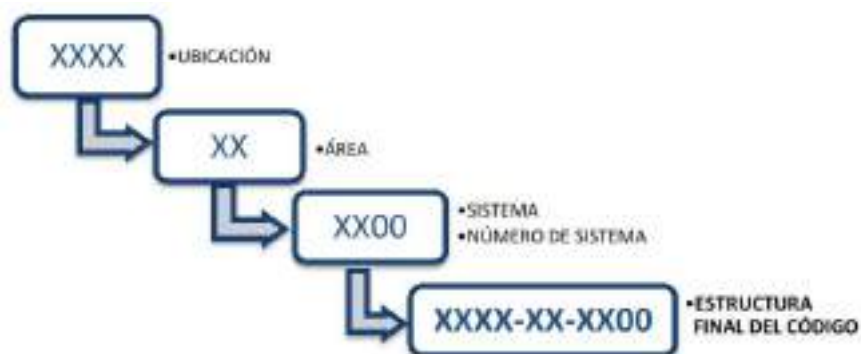 XXXX
•UBICACIÓN
XX
•ÁREA
XX00
•SISTEMA
•NÚMERO DE SISTEMA
XXXX-XX-XX00
•ESTRUCTURA
FINAL DEL CÓDIGO